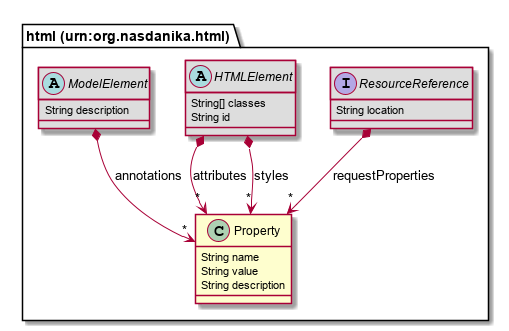 html (urn:org.nasdanika.html)
A ModelElement
String description
A HTMLElement
String[] classes
String id
I ResourceReference
String location
annotations
attributes
styles
requestProperties
*
*
*
*
C Property
String name
String value
String description